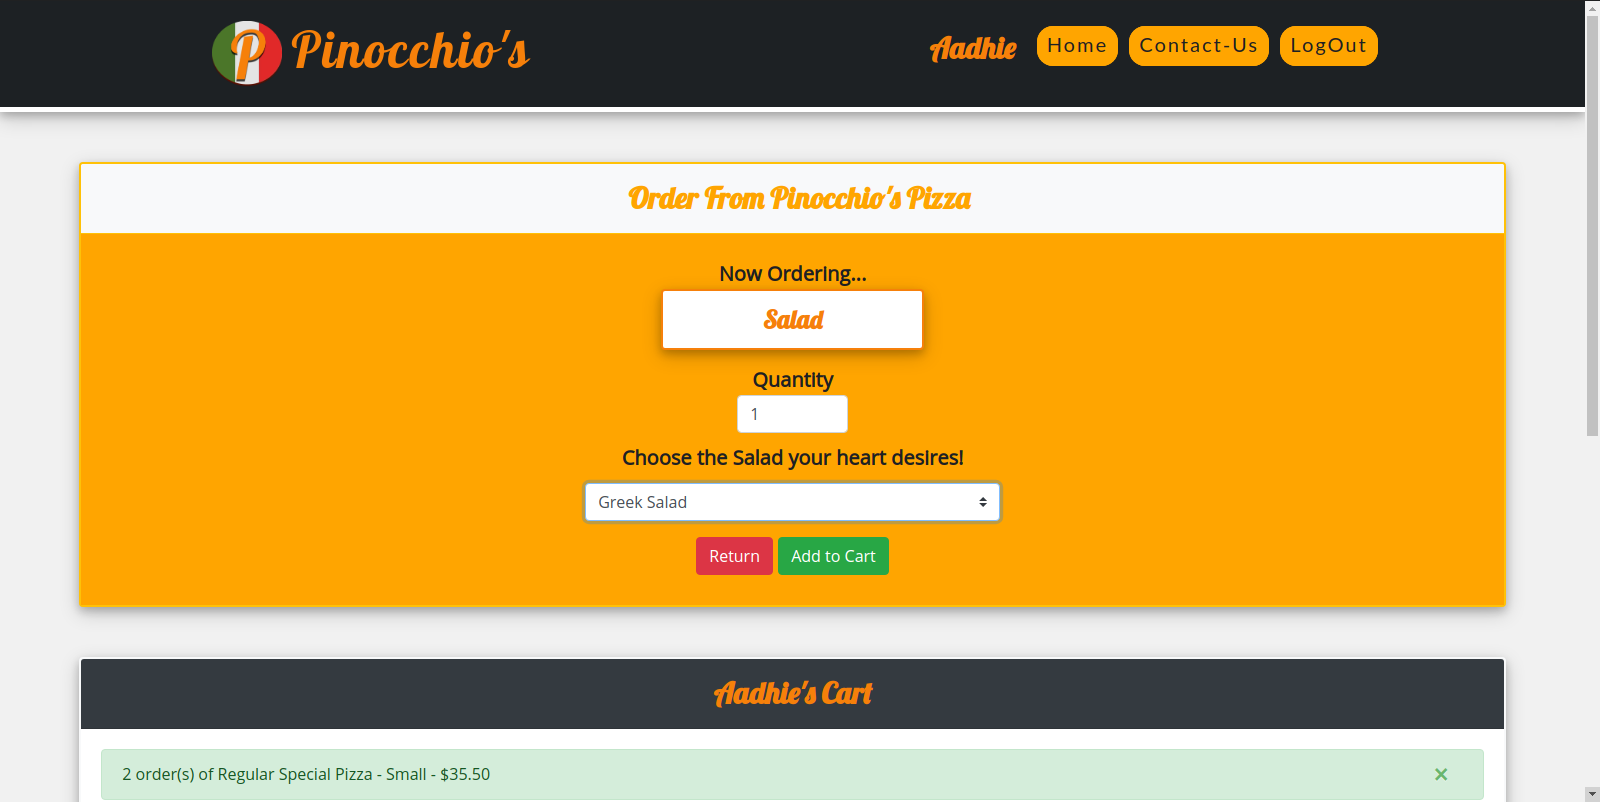 P Pinocchio's
Aadhie Home Contact-Us LogOut
Order From Pinocchio's Pizza
Now Ordering...
Salad
Quantity
1
Choose the Salad your heart desires!
Greek Salad
Return Add to Cart
Aadhie's Cart
2 order(s) of Regular Special Pizza - Small - $35.50 ×